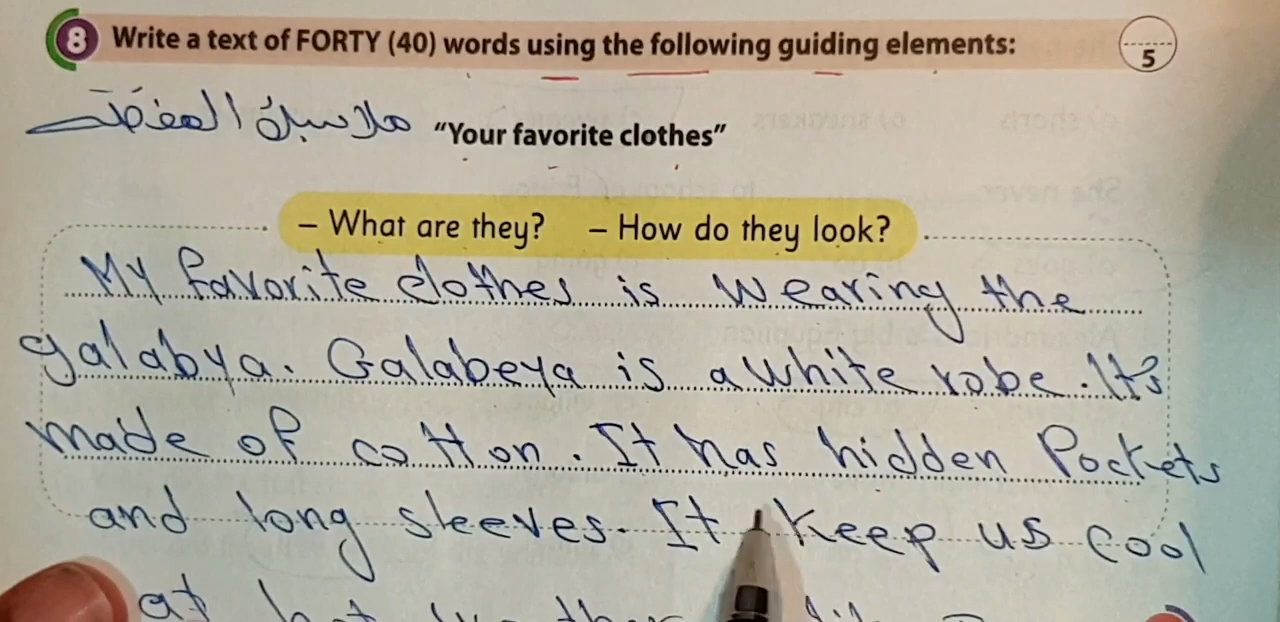 8 Write a text of FORTY (40) words using the following guiding elements:
5
ملابسك المفضلة
"Your favorite clothes"
– What are they? – How do they look?
My favorite clothes is wearing the
galabya. Galabeya is a white robe. It's
made of cotton. It has hidden Pockets
and long sleeves. It keep us cool
at hot